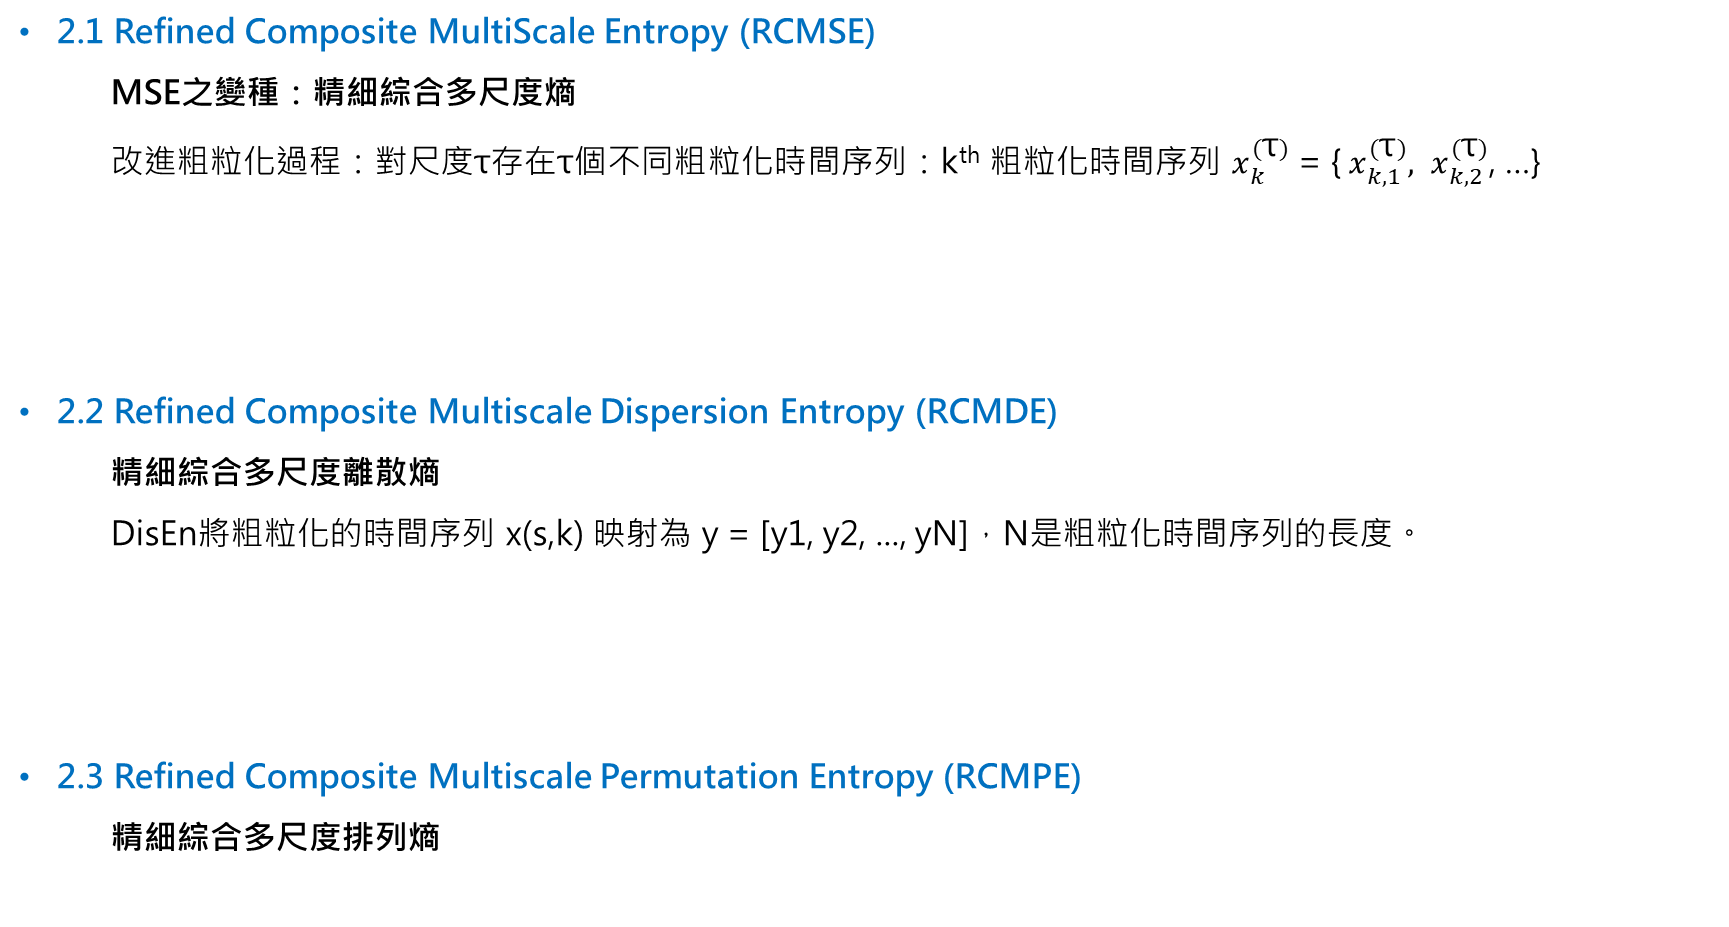 • 2.1 Refined Composite MultiScale Entropy (RCMSE)
MSE之變種：精細綜合多尺度熵
改進粗粒化過程：對尺度τ存在τ個不同粗粒化時間序列：kᵗʰ 粗粒化時間序列 $x_k^{(τ)}$ = { $x_{k,1}^{(τ)}$, $x_{k,2}^{(τ)}$, …}
• 2.2 Refined Composite Multiscale Dispersion Entropy (RCMDE)
精細綜合多尺度離散熵
DisEn將粗粒化的時間序列 x(s,k) 映射為 y = [y1, y2, …, yN]，N是粗粒化時間序列的長度。
• 2.3 Refined Composite Multiscale Permutation Entropy (RCMPE)
精細綜合多尺度排列熵